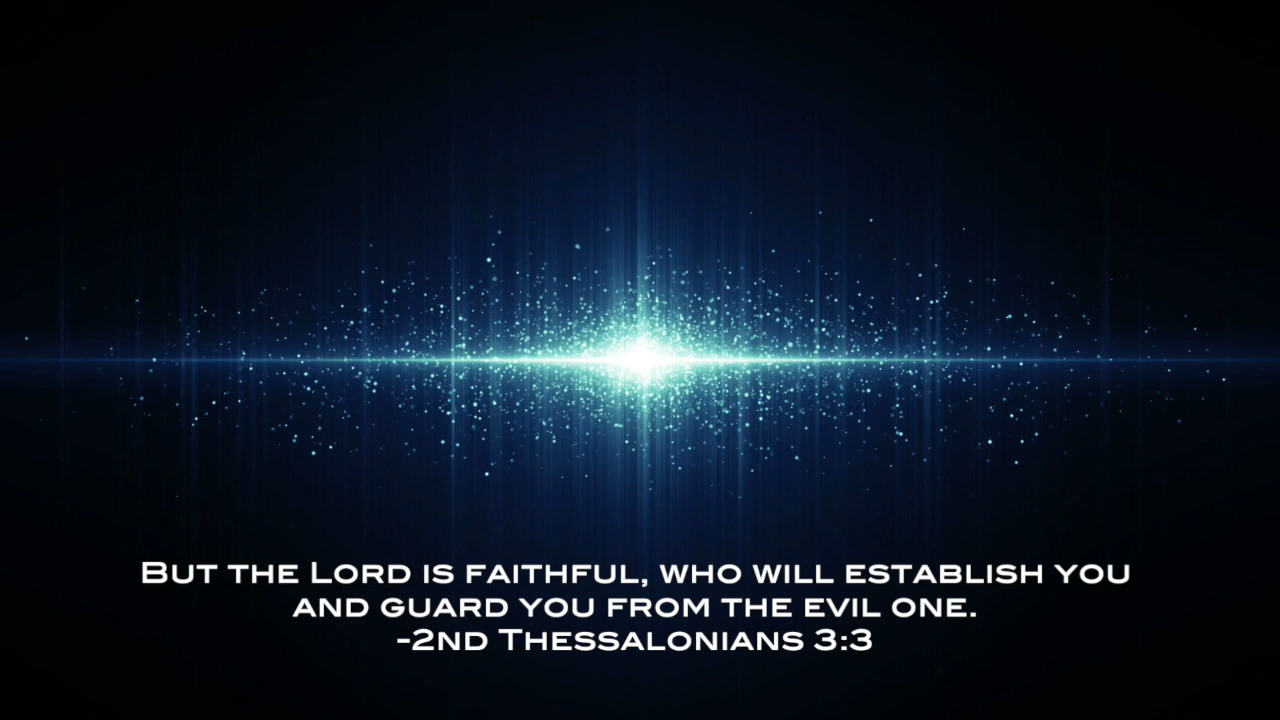 But the Lord is faithful, who will establish you
and guard you from the evil one.
-2nd Thessalonians 3:3